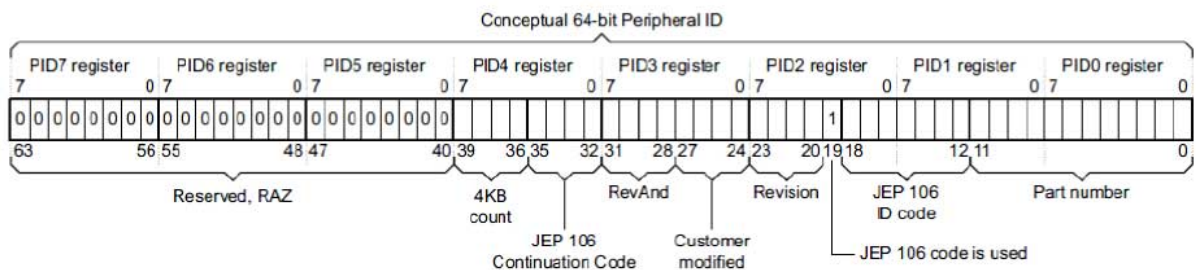 Conceptual 64-bit Peripheral ID
PID7 register PID6 register PID5 register PID4 register PID3 register PID2 register PID1 register PID0 register
7 0 7 0 7 0 7 0 7 0 7 0 7 0 7 0
0 0 0 0 0 0 0 0 0 0 0 0 0 0 0 0 0 0 0 0 0 0 0 0 1
63 56 55 48 47 40 39 36 35 32 31 28 27 24 23 20 19 18 12 11 0
Reserved, RAZ 4KB count RevAnd Revision JEP 106 ID code Part number
JEP 106 Continuation Code Customer modified JEP 106 code is used